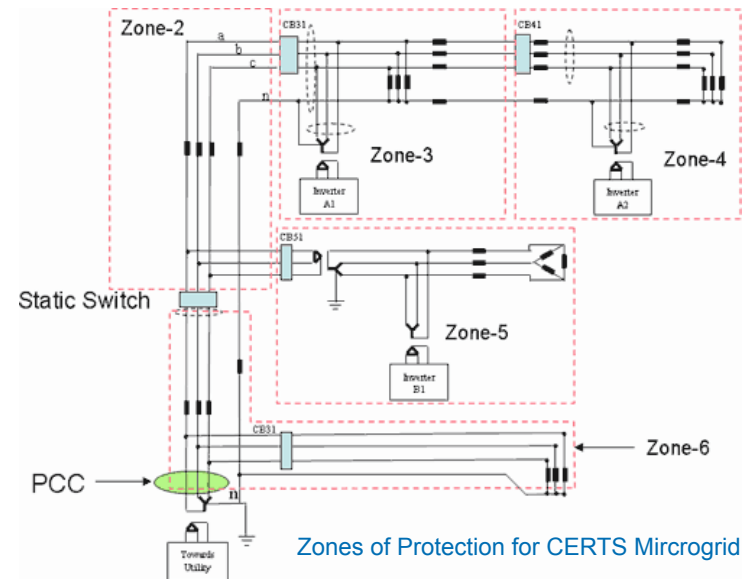 Zone-2
a
b
c
n
CB31
CB41
Zone-3
Inverter
A1
Zone-4
Inverter
A2
CB51
Static Switch
Zone-5
Inverter
B1
CB31
Zone-6
PCC
n
Towards
Utility
Zones of Protection for CERTS Mircrogrid